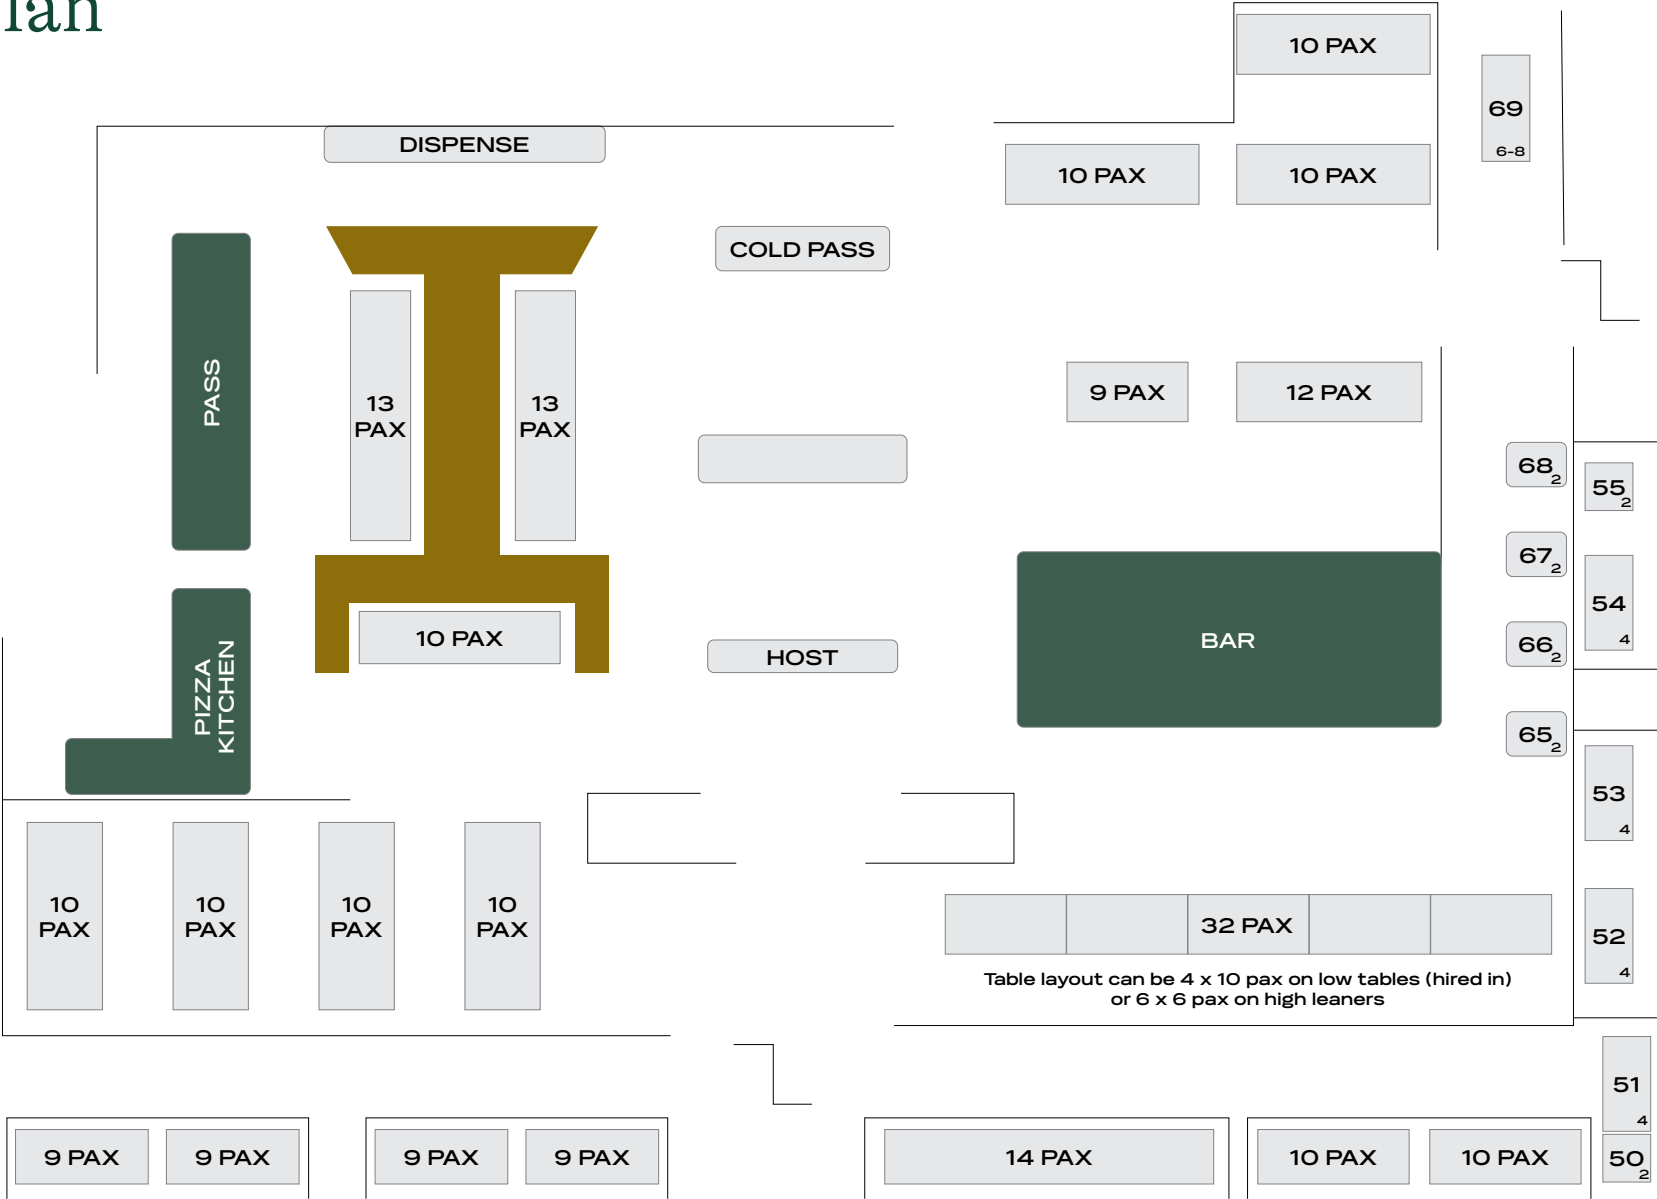 lan
10 PAX
69
6-8
DISPENSE
10 PAX
10 PAX
COLD PASS
PASS
13
PAX
13
PAX
9 PAX
12 PAX
68
2
55
2
67
2
54
4
10 PAX
HOST
BAR
66
2
PIZZA
KITCHEN
65
2
53
4
10
PAX
10
PAX
10
PAX
10
PAX
32 PAX
52
4
Table layout can be 4 x 10 pax on low tables (hired in)
or 6 x 6 pax on high leaners
51
4
9 PAX
9 PAX
9 PAX
9 PAX
14 PAX
10 PAX
10 PAX
50
2